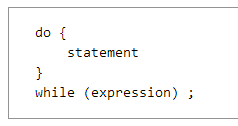 do {
    statement
}
while (expression) ;